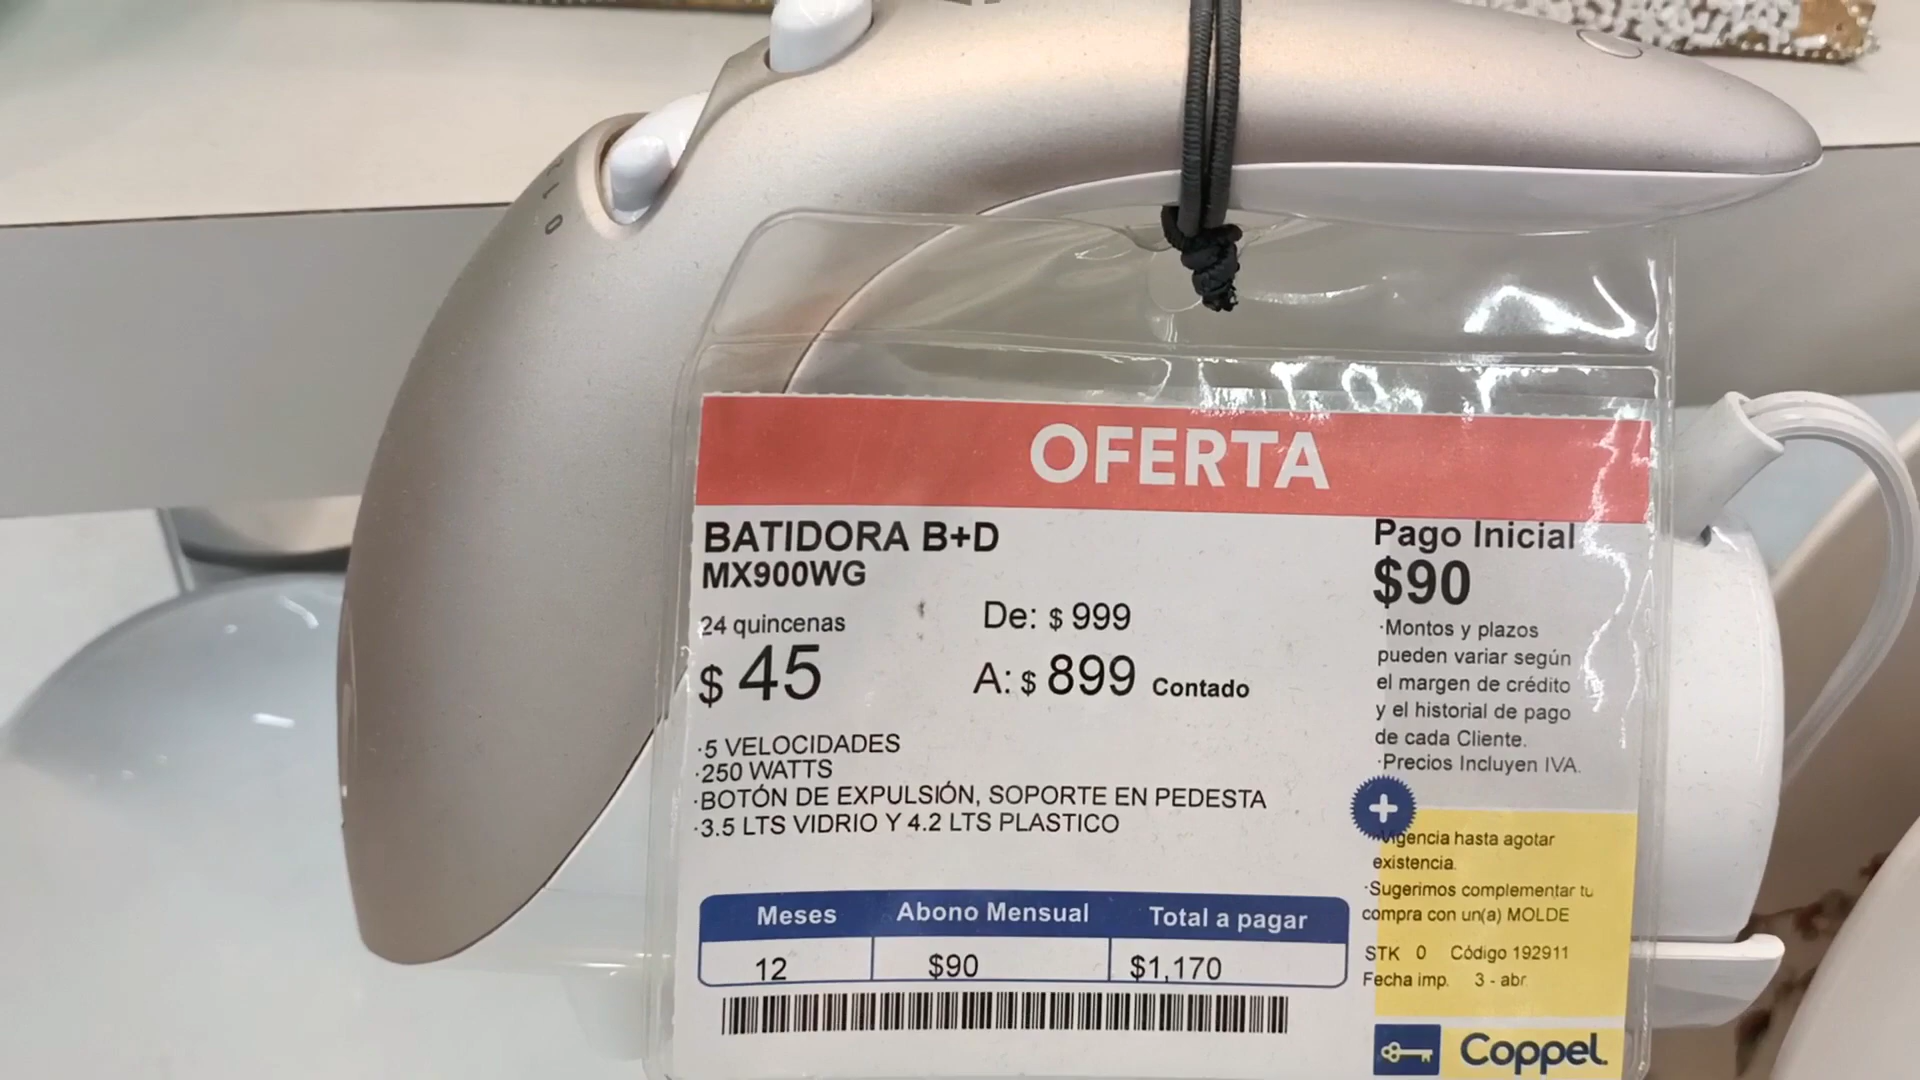 0 1 2
OFERTA
BATIDORA B+D
MX900WG
24 quincenas
$ 45
De: $ 999
A: $ 899 Contado
·5 VELOCIDADES
·250 WATTS
·BOTÓN DE EXPULSIÓN, SOPORTE EN PEDESTA
·3.5 LTS VIDRIO Y 4.2 LTS PLASTICO
Meses Abono Mensual Total a pagar
12 $90 $1,170
Pago Inicial
$90
·Montos y plazos
pueden variar según
el margen de crédito
y el historial de pago
de cada Cliente.
·Precios Incluyen IVA.
+
·Vigencia hasta agotar
existencia.
·Sugerimos complementar tu
compra con un(a) MOLDE
STK 0 Código 192911
Fecha imp. 3 - abr
Coppel.